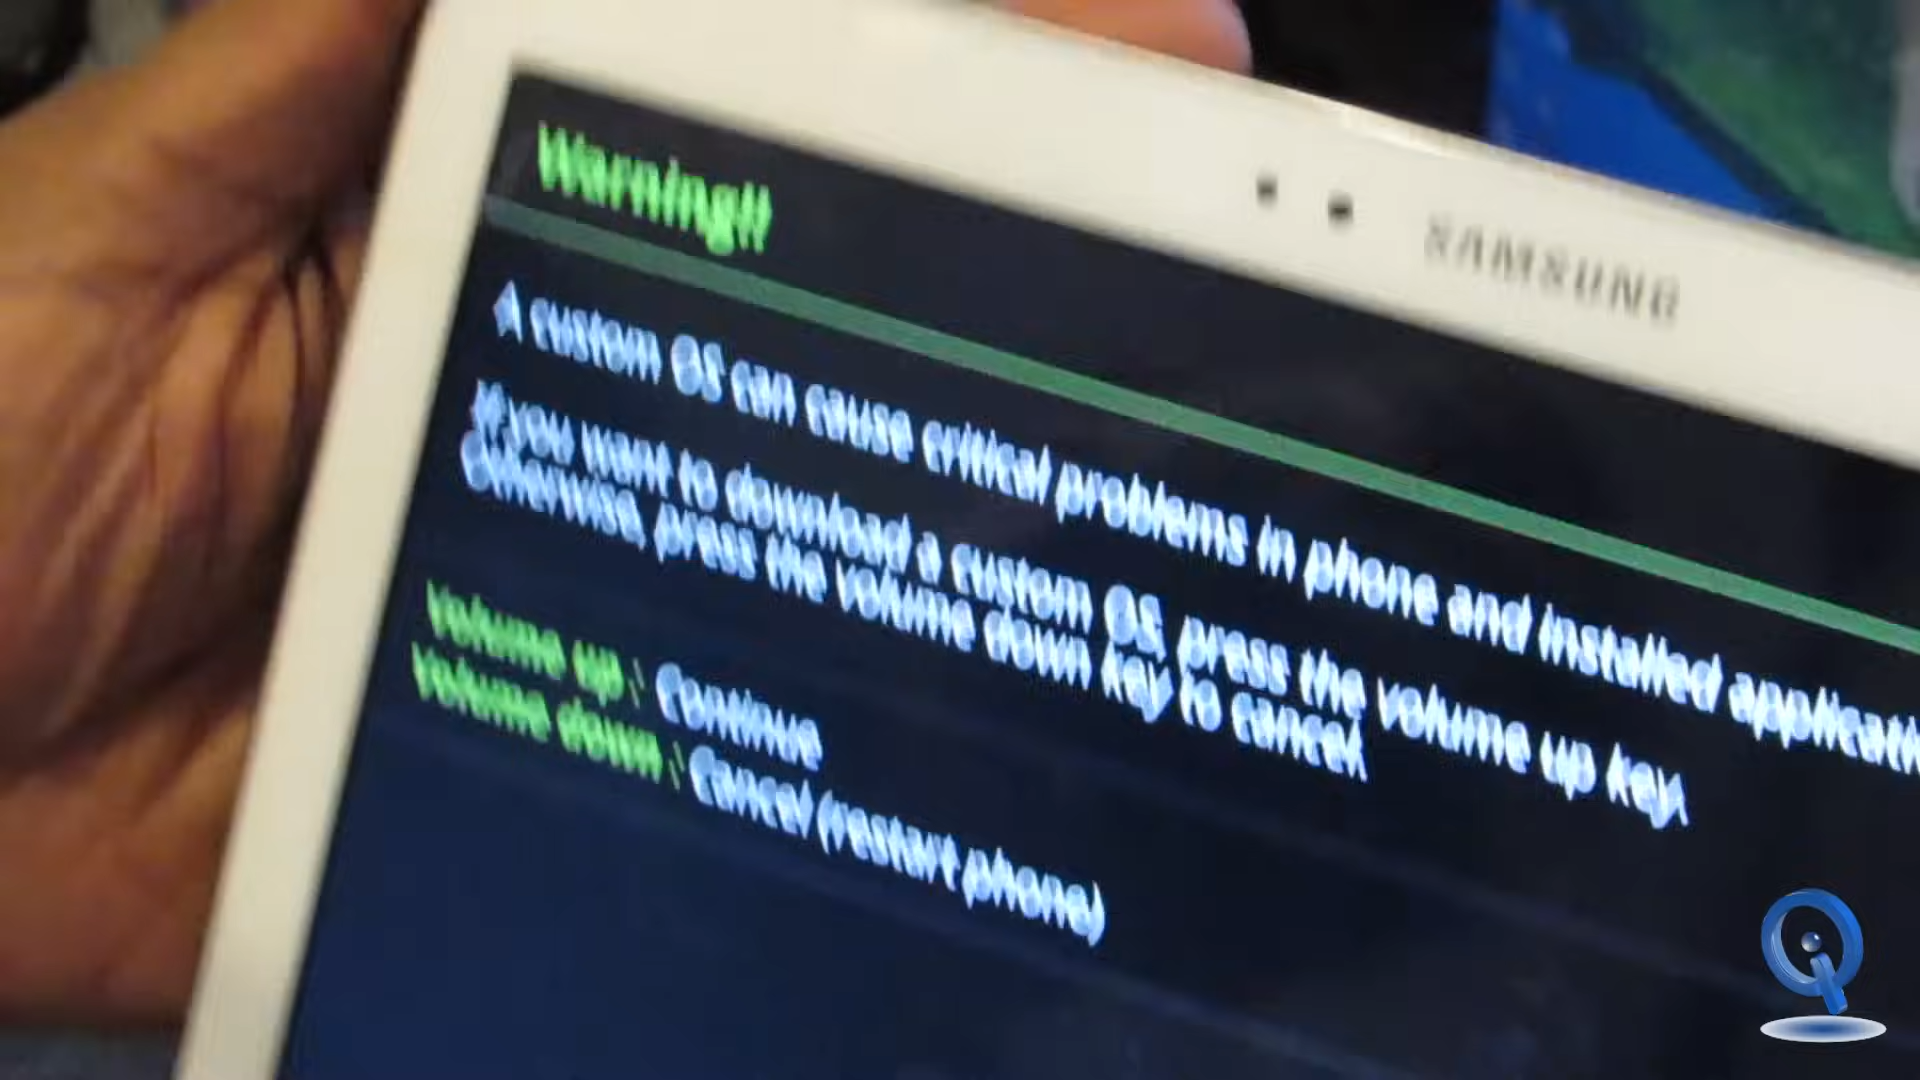 SAMSUNG
Warning!!
A custom OS can cause critical problems in phone and installed
If you want to download a custom OS, press the volume up key.
Otherwise, press the volume down key to cancel.
Volume up : Continue
Volume down : Cancel (restart phone)